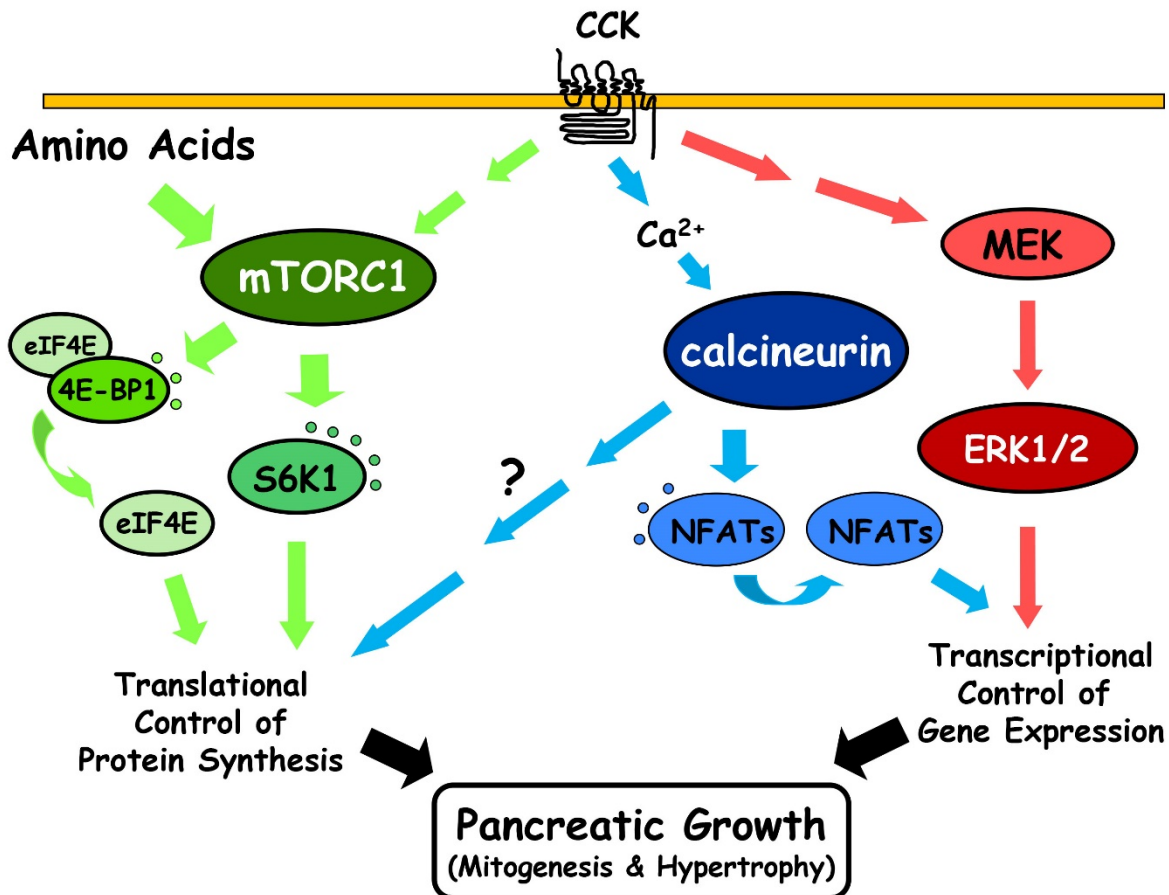 CCK
Amino Acids
Ca²⁺
mTORC1
MEK
eIF4E
4E-BP1
calcineurin
S6K1
?
ERK1/2
eIF4E
NFATs
NFATs
Translational
Control of
Protein Synthesis
Transcriptional
Control of
Gene Expression
Pancreatic Growth
(Mitogenesis & Hypertrophy)